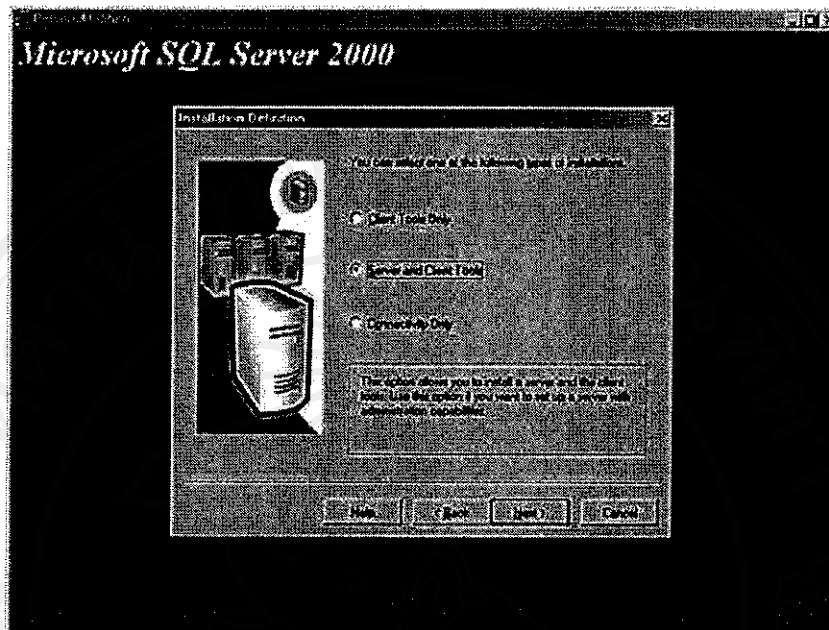 Microsoft SQL Server 2000
Installation Definition
You can select one of the following types of installations.
Client Tools Only
Server and Client Tools
Connectivity Only
This option allows you to install a server and the client
tools. Use this option if you want to set up a server with
administration capabilities.
Help
< Back
Next >
Cancel